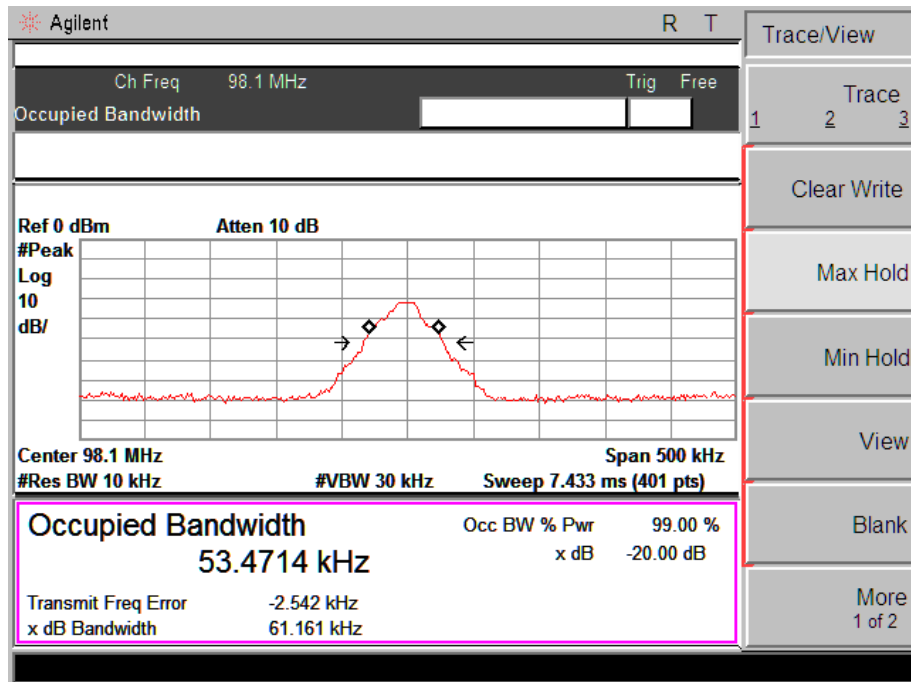 Agilent R T
Ch Freq 98.1 MHz Trig Free
Occupied Bandwidth
Ref 0 dBm Atten 10 dB
#Peak
Log
10
dB/
Center 98.1 MHz Span 500 kHz
#Res BW 10 kHz #VBW 30 kHz Sweep 7.433 ms (401 pts)
Occupied Bandwidth Occ BW % Pwr 99.00 %
53.4714 kHz x dB -20.00 dB
Transmit Freq Error -2.542 kHz
x dB Bandwidth 61.161 kHz
Trace/View
Trace
1 2 3
Clear Write
Max Hold
Min Hold
View
Blank
More
1 of 2